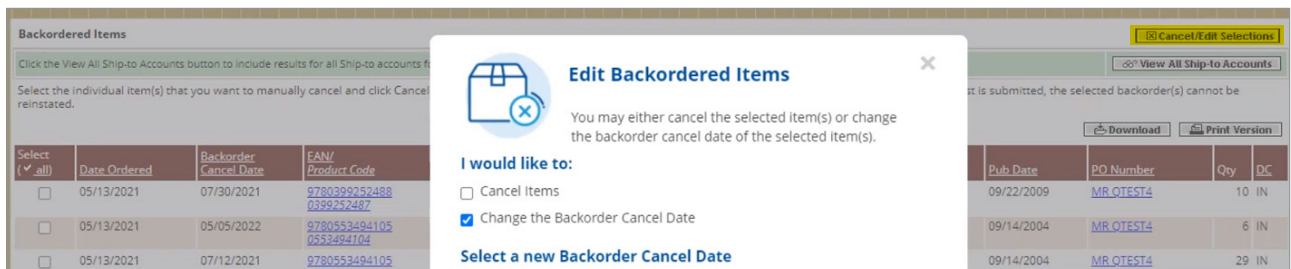 Backordered Items
Cancel/Edit Selections
Click the View All Ship-to Accounts button to include results for all Ship-to accounts
View All Ship-to Accounts
Select the individual item(s) that you want to manually cancel and click Cancel
st is submitted, the selected backorder(s) cannot be
reinstated.
Download
Print Version
Edit Backordered Items
You may either cancel the selected item(s) or change
the backorder cancel date of the selected item(s).
I would like to:
Cancel Items
Change the Backorder Cancel Date
Select a new Backorder Cancel Date
Select
(✔ all) Date Ordered Backorder Cancel Date EAN/ Product Code Pub Date PO Number Qty DC
05/13/2021 07/30/2021 9780399252488 09/22/2009 MR QTEST4 10 IN
0399252487
05/13/2021 05/05/2022 9780553494105 09/14/2004 MR QTEST4 6 IN
0553494104
05/13/2021 07/12/2021 9780553494105 09/14/2004 MR QTEST4 29 IN